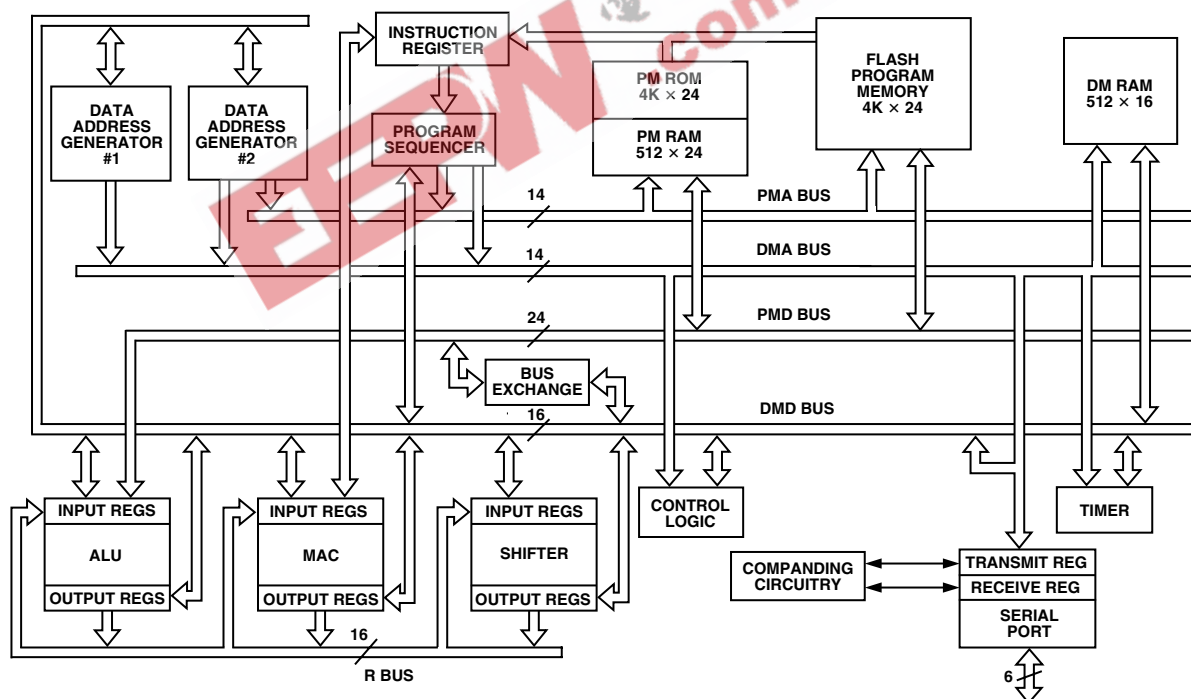 INSTRUCTION
REGISTER
FLASH
PROGRAM
MEMORY
4K × 24
PM ROM
4K × 24
PM RAM
512 × 24
DM RAM
512 × 16
DATA
ADDRESS
GENERATOR
#1
DATA
ADDRESS
GENERATOR
#2
PROGRAM
SEQUENCER
14
PMA BUS
14
DMA BUS
24
PMD BUS
BUS
EXCHANGE
16
DMD BUS
INPUT REGS
ALU
OUTPUT REGS
INPUT REGS
MAC
OUTPUT REGS
INPUT REGS
SHIFTER
OUTPUT REGS
CONTROL
LOGIC
TIMER
COMPANDING
CIRCUITRY
TRANSMIT REG
RECEIVE REG
SERIAL
PORT
16
R BUS
6
.com